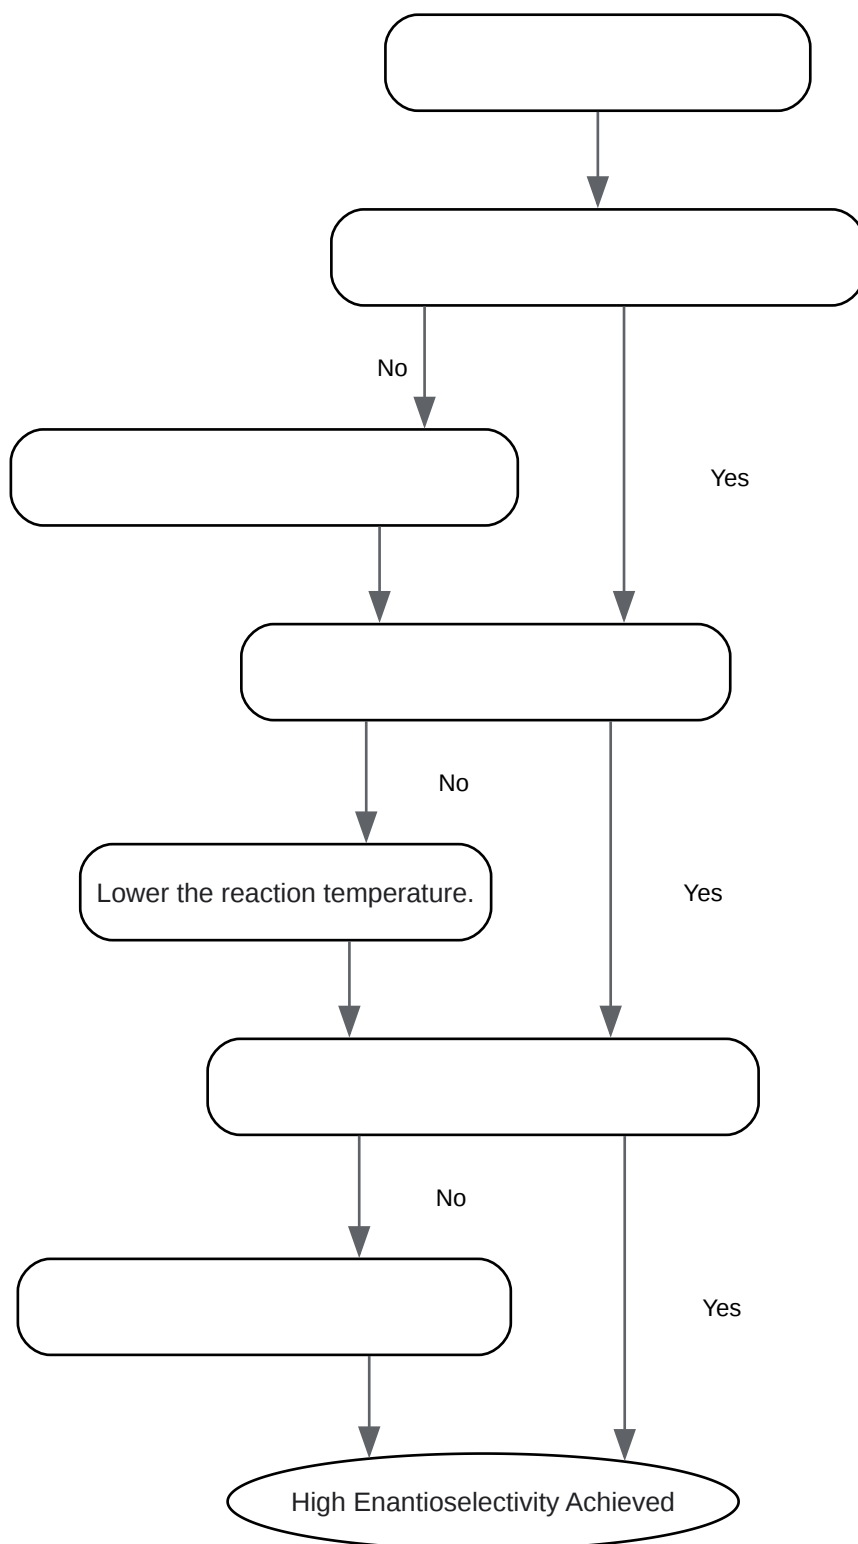 No
Yes
No
Lower the reaction temperature.
Yes
No
Yes
High Enantioselectivity Achieved